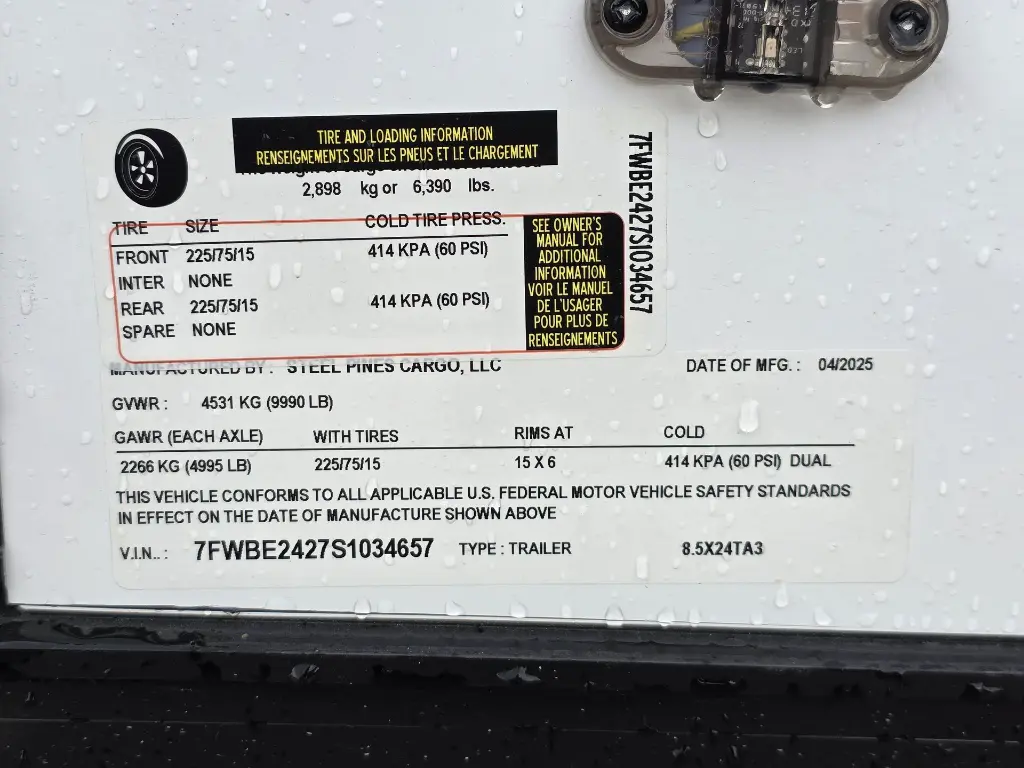 TIRE AND LOADING INFORMATION
RENSEIGNEMENTS SUR LES PNEUS ET LE CHARGEMENT
2,898 kg or 6,390 lbs.
TIRE SIZE COLD TIRE PRESS.
FRONT 225/75/15 414 KPA (60 PSI)
INTER NONE
REAR 225/75/15 414 KPA (60 PSI)
SPARE NONE
SEE OWNER'S
MANUAL FOR
ADDITIONAL
INFORMATION
VOIR LE MANUEL
DE L'USAGER
POUR PLUS DE
RENSEIGNEMENTS
7FWBE2427S1034657
MANUFACTURED BY: STEEL PINES CARGO, LLC DATE OF MFG.: 04/2025
GVWR: 4531 KG (9990 LB)
GAWR (EACH AXLE) WITH TIRES RIMS AT COLD
2266 KG (4995 LB) 225/75/15 15 X 6 414 KPA (60 PSI) DUAL
THIS VEHICLE CONFORMS TO ALL APPLICABLE U.S. FEDERAL MOTOR VEHICLE SAFETY STANDARDS
IN EFFECT ON THE DATE OF MANUFACTURE SHOWN ABOVE
V.I.N..: 7FWBE2427S1034657 TYPE: TRAILER 8.5X24TA3